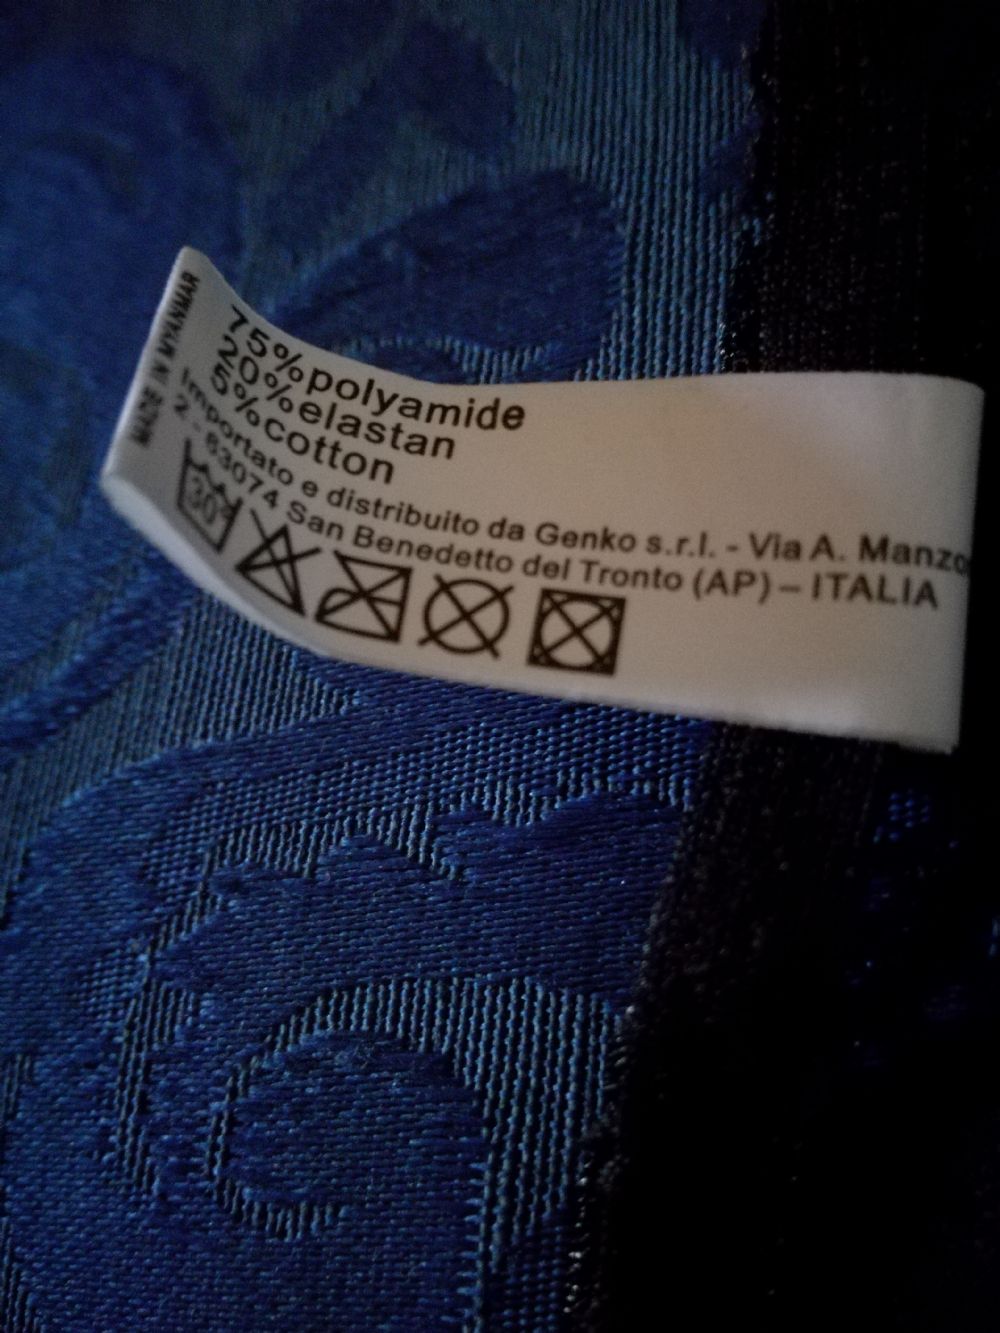 MADE IN MYANMAR
75%polyamide
20%elastan
5%cotton
Importato e distribuito da Genko s.r.l. - Via A. Manzo
2 - 63074 San Benedetto del Tronto (AP) – ITALIA
30°